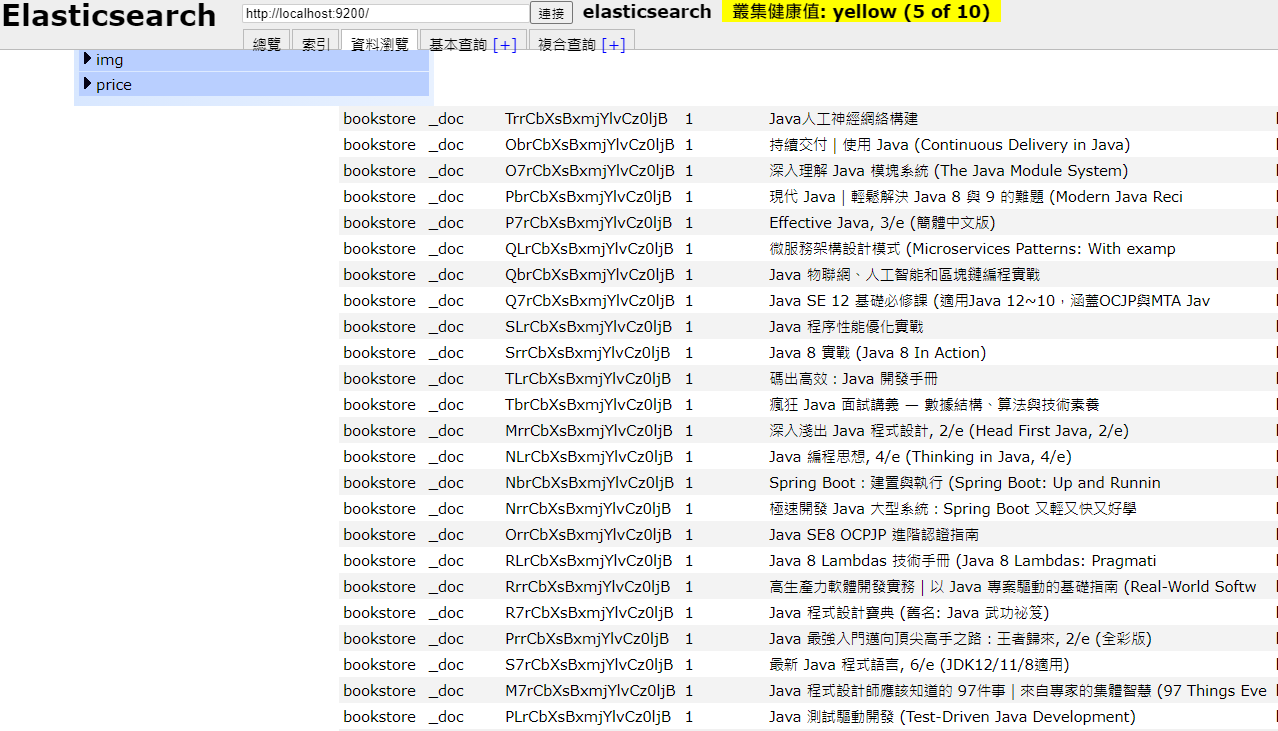 Elasticsearch http://localhost:9200/ 連接 elasticsearch 叢集健康值: yellow (5 of 10)
總覽 索引 資料瀏覽 基本查詢 [+] 複合查詢 [+]
img
price
bookstore _doc TrrCbXsBxmjYlvCz0ljB 1 Java人工神經網絡構建
bookstore _doc ObrCbXsBxmjYlvCz0ljB 1 持續交付 | 使用 Java (Continuous Delivery in Java)
bookstore _doc O7rCbXsBxmjYlvCz0ljB 1 深入理解 Java 模塊系統 (The Java Module System)
bookstore _doc PbrCbXsBxmjYlvCz0ljB 1 現代 Java | 輕鬆解決 Java 8 與 9 的難題 (Modern Java Reci
bookstore _doc P7rCbXsBxmjYlvCz0ljB 1 Effective Java, 3/e (簡體中文版)
bookstore _doc QLrCbXsBxmjYlvCz0ljB 1 微服務架構設計模式 (Microservices Patterns: With examp
bookstore _doc QbrCbXsBxmjYlvCz0ljB 1 Java 物聯網、人工智能和區塊鏈編程實戰
bookstore _doc Q7rCbXsBxmjYlvCz0ljB 1 Java SE 12 基礎必修課 (適用Java 12~10，涵蓋OCJP與MTA Jav
bookstore _doc SLrCbXsBxmjYlvCz0ljB 1 Java 程序性能優化實戰
bookstore _doc SrrCbXsBxmjYlvCz0ljB 1 Java 8 實戰 (Java 8 In Action)
bookstore _doc TLrCbXsBxmjYlvCz0ljB 1 碼出高效：Java 開發手冊
bookstore _doc TbrCbXsBxmjYlvCz0ljB 1 瘋狂 Java 面試講義 — 數據結構、算法與技術素養
bookstore _doc MrrCbXsBxmjYlvCz0ljB 1 深入淺出 Java 程式設計, 2/e (Head First Java, 2/e)
bookstore _doc NLrCbXsBxmjYlvCz0ljB 1 Java 編程思想, 4/e (Thinking in Java, 4/e)
bookstore _doc NbrCbXsBxmjYlvCz0ljB 1 Spring Boot：建置與執行 (Spring Boot: Up and Runnin
bookstore _doc NrrCbXsBxmjYlvCz0ljB 1 極速開發 Java 大型系統：Spring Boot 又輕又快又好學
bookstore _doc OrrCbXsBxmjYlvCz0ljB 1 Java SE8 OCPJP 進階認證指南
bookstore _doc RLrCbXsBxmjYlvCz0ljB 1 Java 8 Lambdas 技術手冊 (Java 8 Lambdas: Pragmati
bookstore _doc RrrCbXsBxmjYlvCz0ljB 1 高生產力軟體開發實務 | 以 Java 專案驅動的基礎指南 (Real-World Softw
bookstore _doc R7rCbXsBxmjYlvCz0ljB 1 Java 程式設計寶典 (舊名: Java 武功祕笈)
bookstore _doc PrrCbXsBxmjYlvCz0ljB 1 Java 最強入門邁向頂尖高手之路：王者歸來, 2/e (全彩版)
bookstore _doc S7rCbXsBxmjYlvCz0ljB 1 最新 Java 程式語言, 6/e (JDK12/11/8適用)
bookstore _doc M7rCbXsBxmjYlvCz0ljB 1 Java 程式設計師應該知道的 97件事 | 來自專家的集體智慧 (97 Things Eve
bookstore _doc PLrCbXsBxmjYlvCz0ljB 1 Java 測試驅動開發 (Test-Driven Java Development)